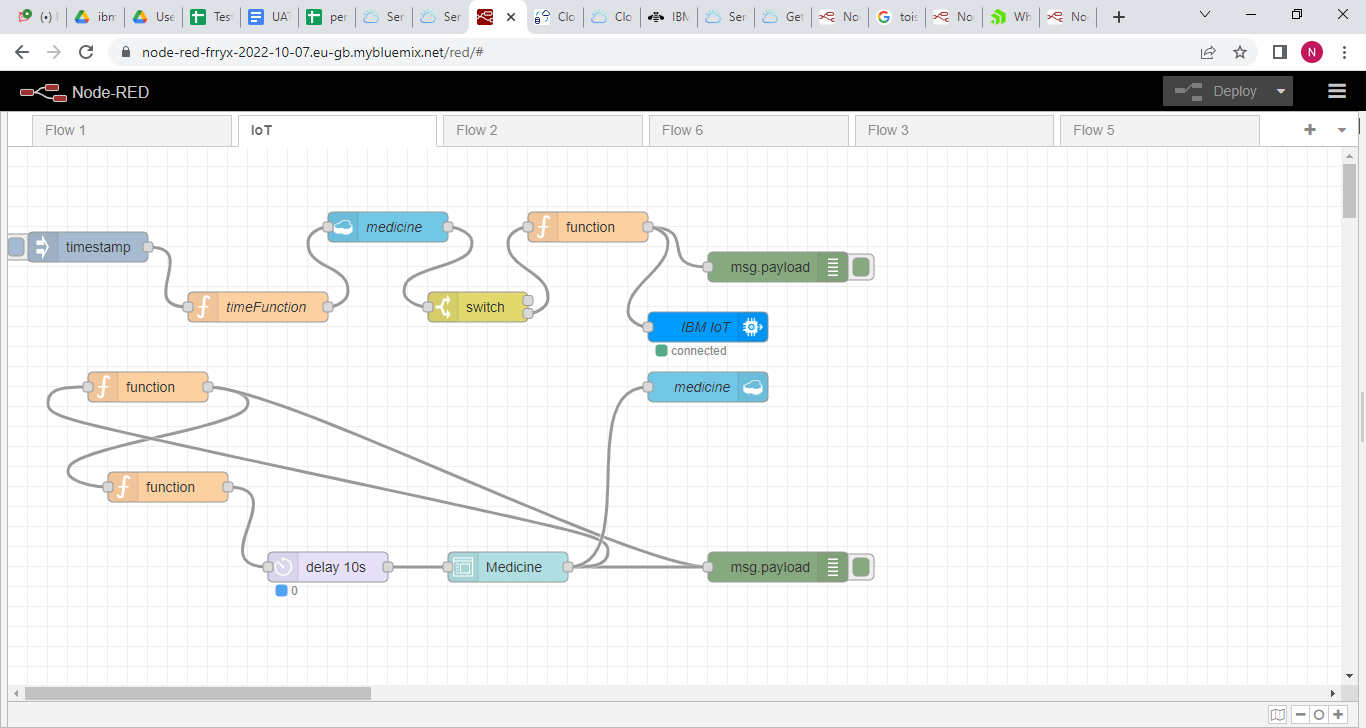 (•) ibm Use Test UAT per Ser Ser Clo Clo IBM Ser Get No tois No Wh No
node-red-frryx-2022-10-07.eu-gb.mybluemix.net/red/#
N
Node-RED
Deploy
Flow 1 IoT Flow 2 Flow 6 Flow 3 Flow 5
medicine function
timestamp
msg.payload
timeFunction switch
IBM IoT
connected
function medicine
function
delay 10s Medicine msg.payload
0